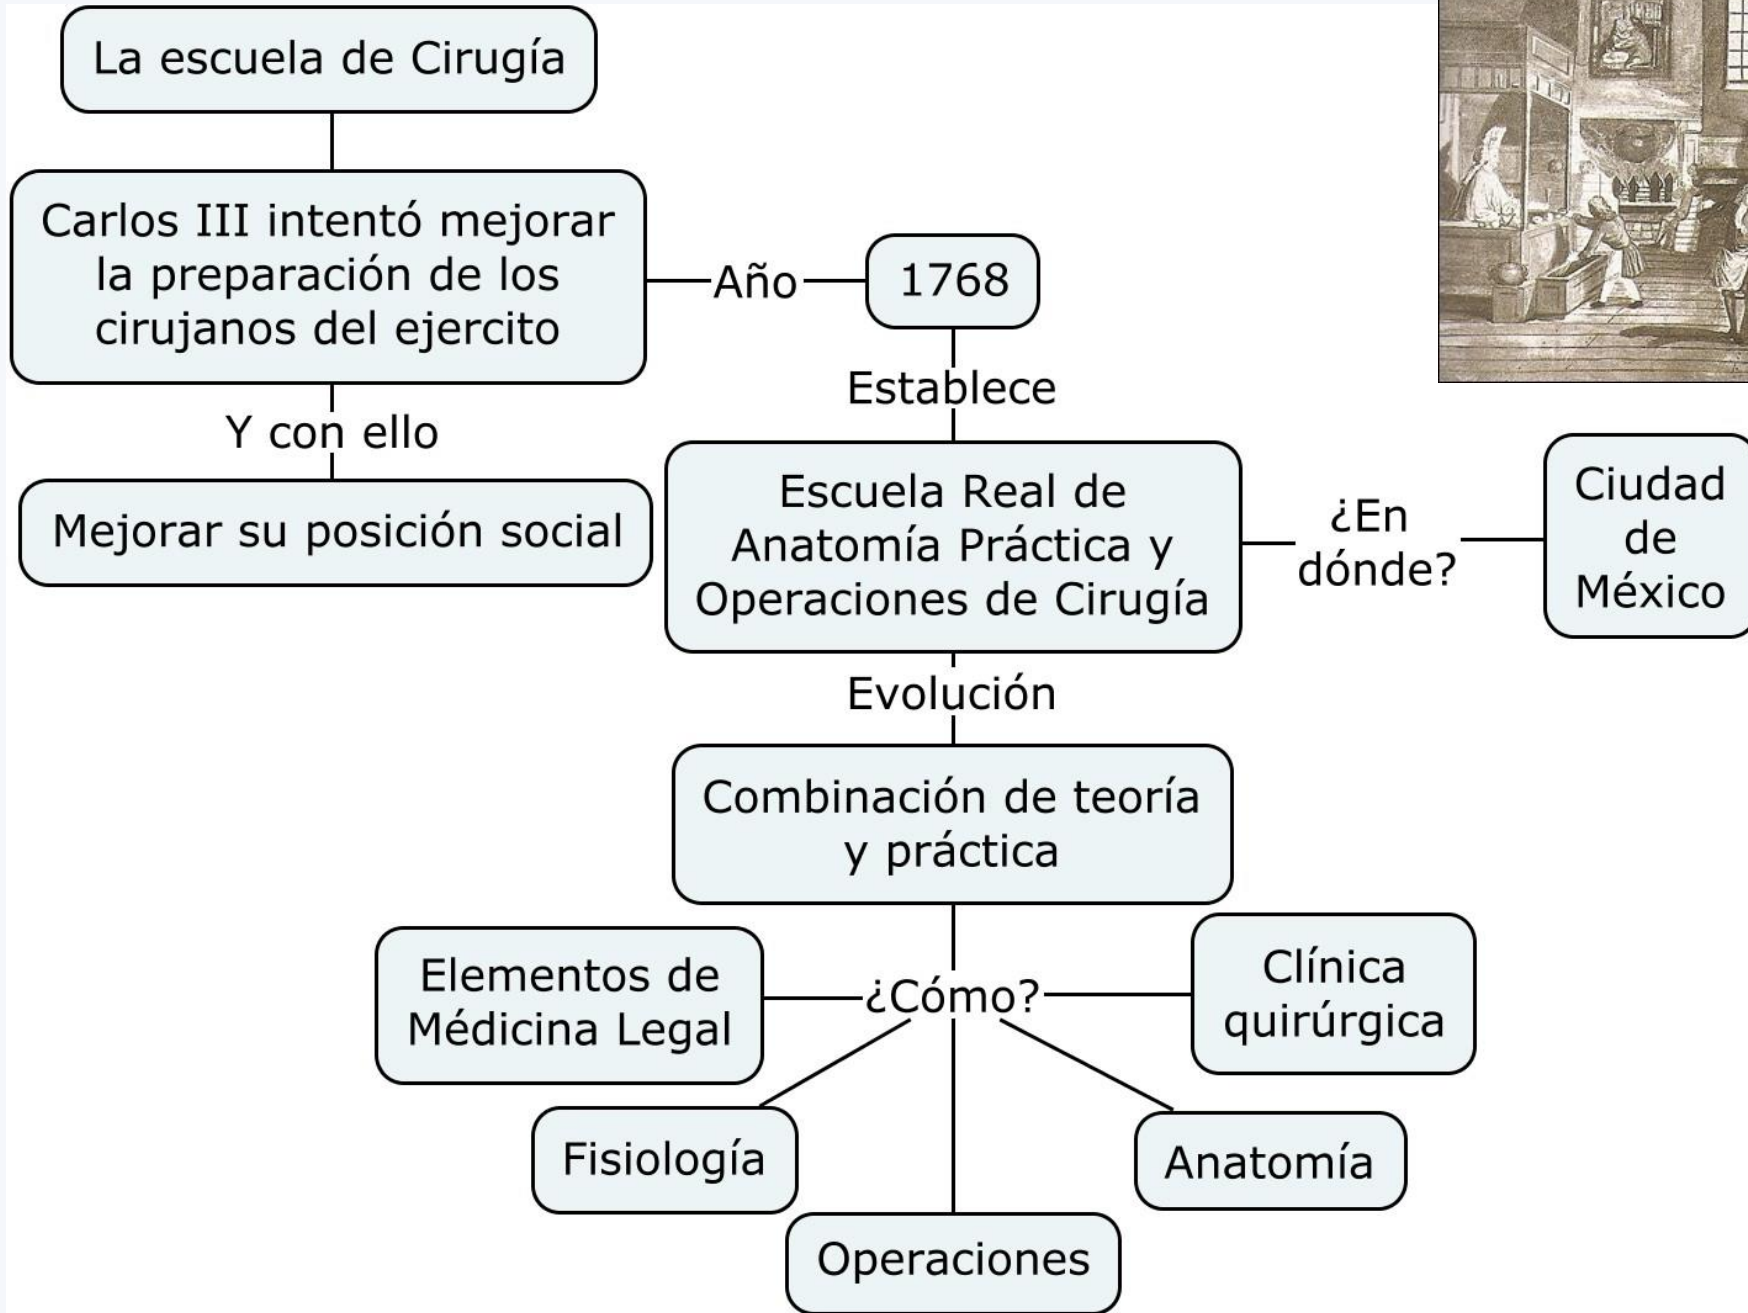 La escuela de Cirugía
Carlos III intentó mejorar
la preparación de los
cirujanos del ejercito
Año
1768
Y con ello
Mejorar su posición social
Establece
Escuela Real de
Anatomía Práctica y
Operaciones de Cirugía
¿En
dónde?
Ciudad
de
México
Evolución
Combinación de teoría
y práctica
¿Cómo?
Elementos de
Médicina Legal
Clínica
quirúrgica
Fisiología
Anatomía
Operaciones